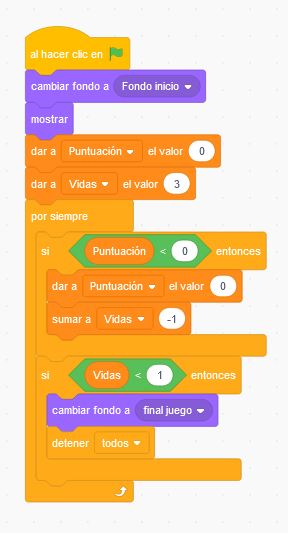 al hacer clic en
cambiar fondo a Fondo inicio
mostrar
dar a Puntuación el valor 0
dar a Vidas el valor 3
por siempre
si Puntuación < 0 entonces
dar a Puntuación el valor 0
sumar a Vidas -1
si Vidas < 1 entonces
cambiar fondo a final juego
detener todos